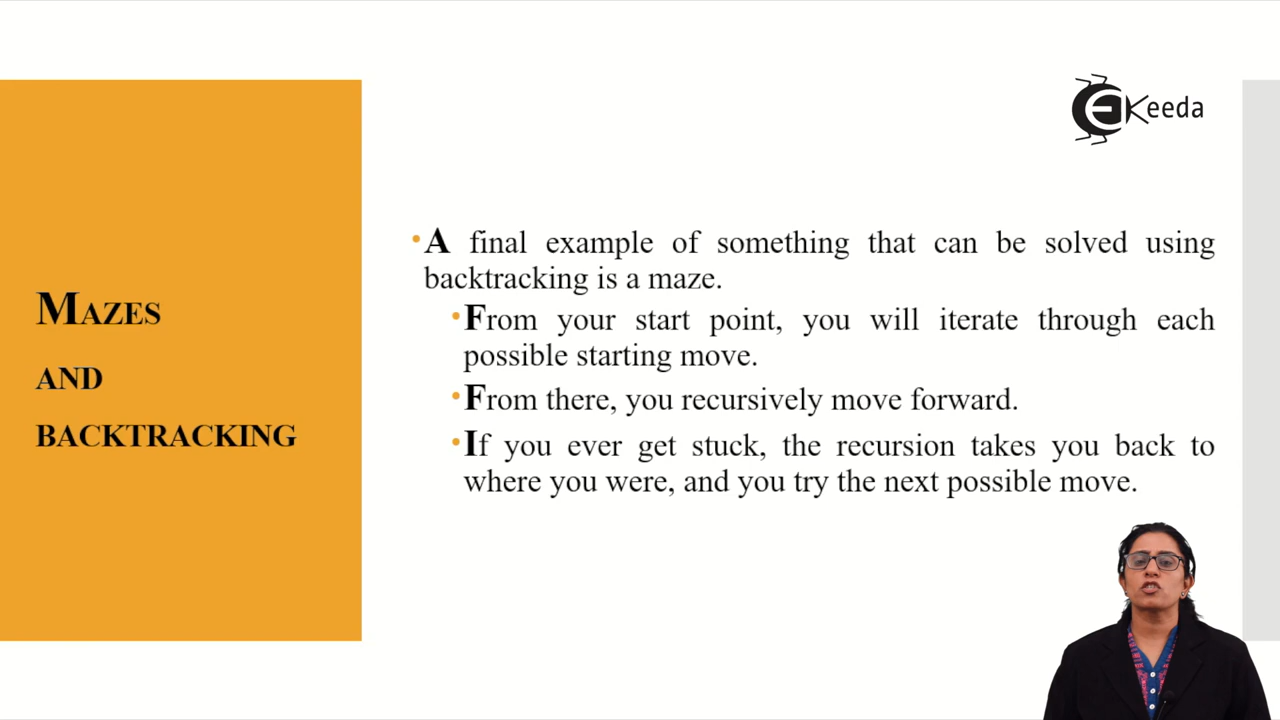 EKeeda
MAZES
AND
BACKTRACKING
•A final example of something that can be solved using
backtracking is a maze.
•From your start point, you will iterate through each
possible starting move.
•From there, you recursively move forward.
•If you ever get stuck, the recursion takes you back to
where you were, and you try the next possible move.